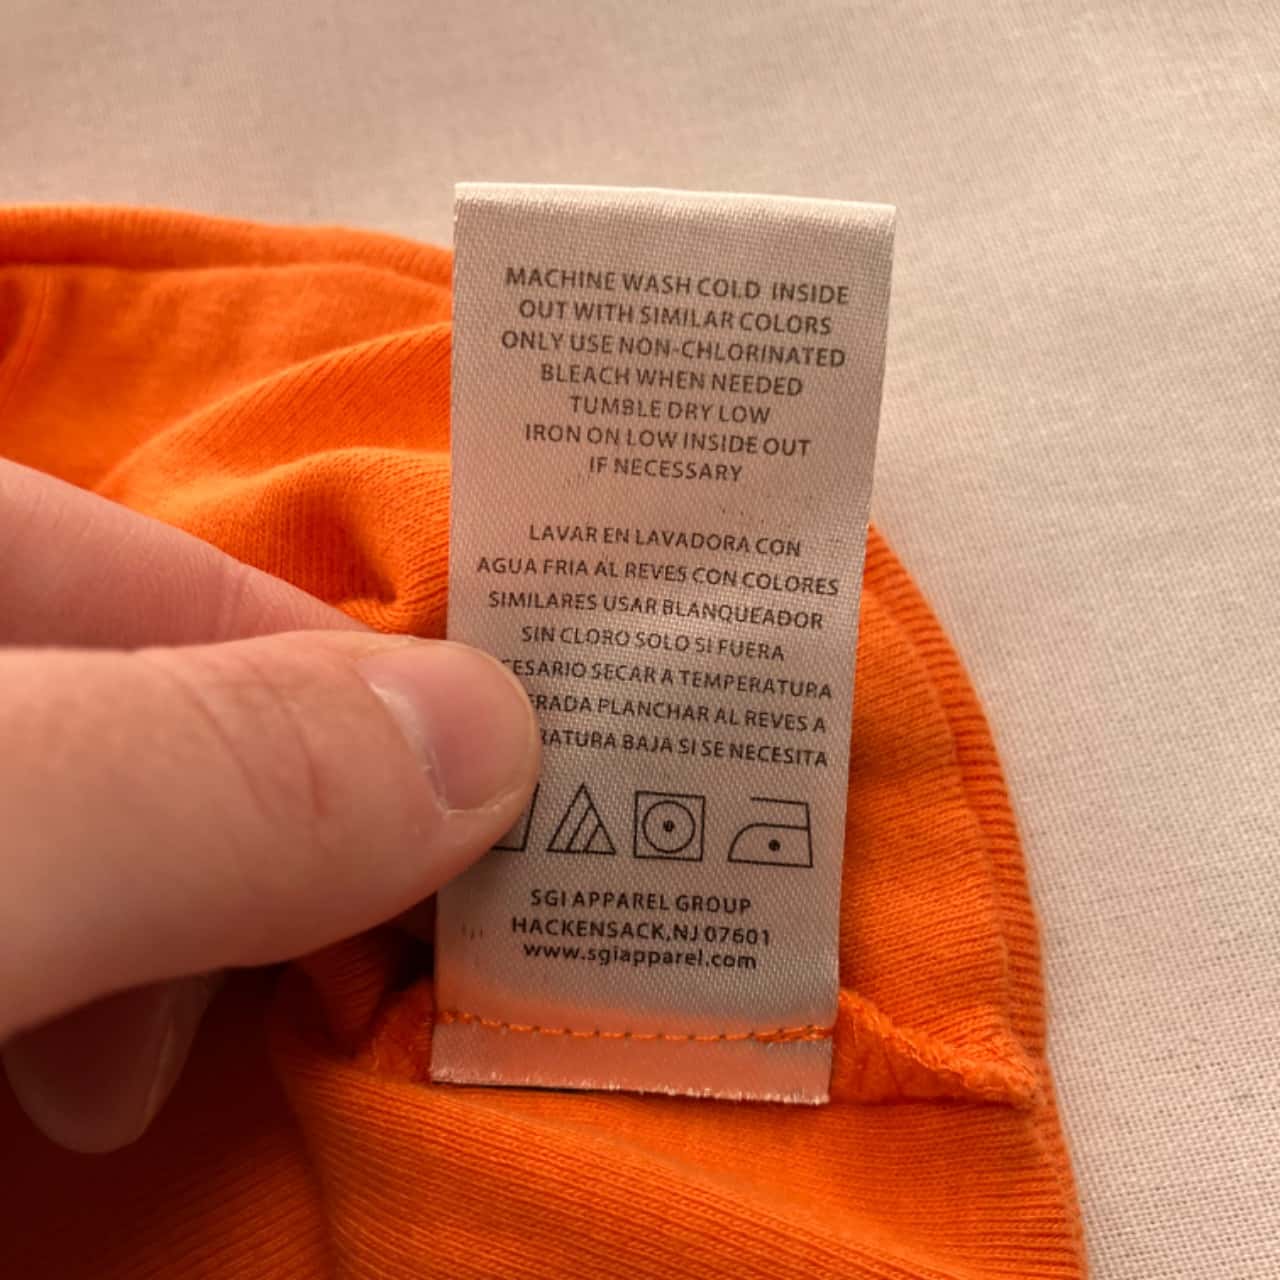 MACHINE WASH COLD INSIDE
OUT WITH SIMILAR COLORS
ONLY USE NON-CHLORINATED
BLEACH WHEN NEEDED
TUMBLE DRY LOW
IRON ON LOW INSIDE OUT
IF NECESSARY
LAVAR EN LAVADORA CON
AGUA FRIA AL REVES CON COLORES
SIMILARES USAR BLANQUEADOR
SIN CLORO SOLO SI FUERA
SECAR A TEMPERATURA
PLANCHAR AL REVES A
BAJA SI SE NECESITA
SGI APPAREL GROUP
HACKENSACK,NJ 07601
www.sgiapparel.com